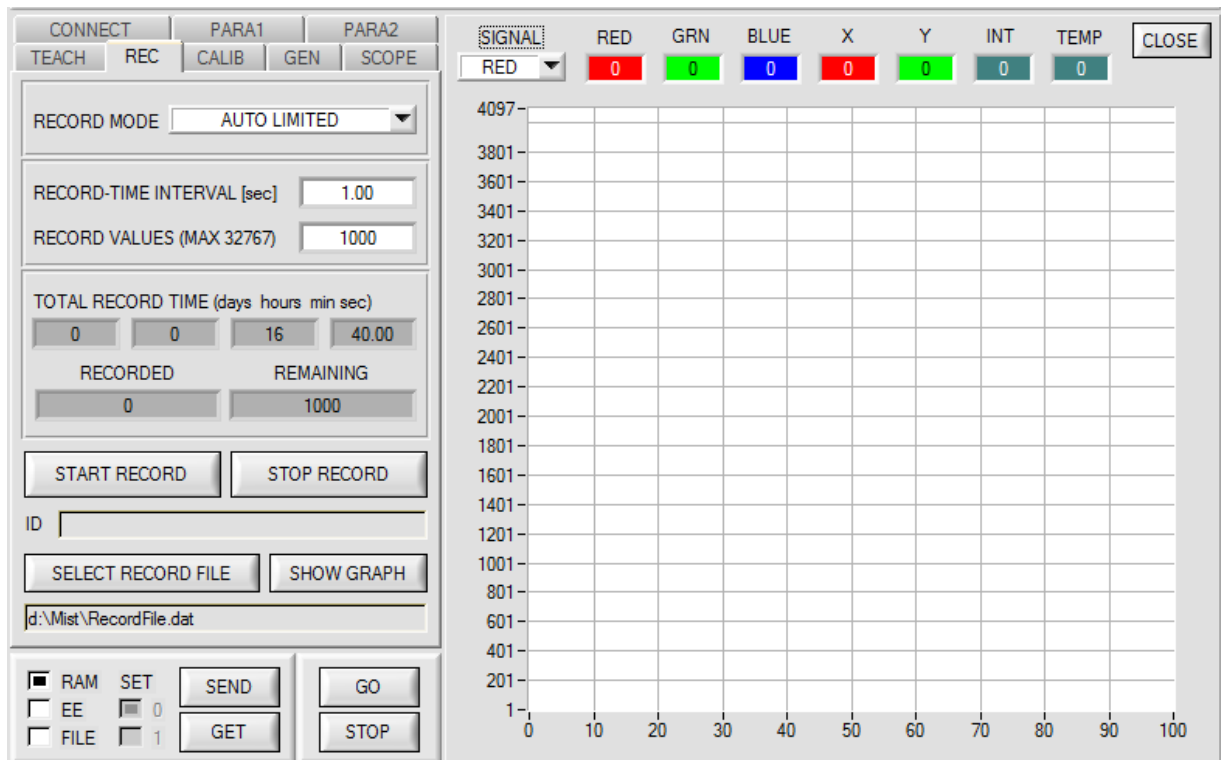 CONNECT PARA1 PARA2
TEACH REC CALIB GEN SCOPE
RECORD MODE AUTO LIMITED
RECORD-TIME INTERVAL [sec] 1.00
RECORD VALUES (MAX 32767) 1000
TOTAL RECORD TIME (days hours min sec)
0 0 16 40.00
RECORDED REMAINING
0 1000
START RECORD STOP RECORD
ID
SELECT RECORD FILE SHOW GRAPH
d:\Mist\RecordFile.dat
RAM SET SEND GO
EE 0
FILE 1 GET STOP
SIGNAL RED GRN BLUE X Y INT TEMP CLOSE
RED 0 0 0 0 0 0 0
4097
3801
3601
3401
3201
3001
2801
2601
2401
2201
2001
1801
1601
1401
1201
1001
801
601
401
201
1
0 10 20 30 40 50 60 70 80 90 100